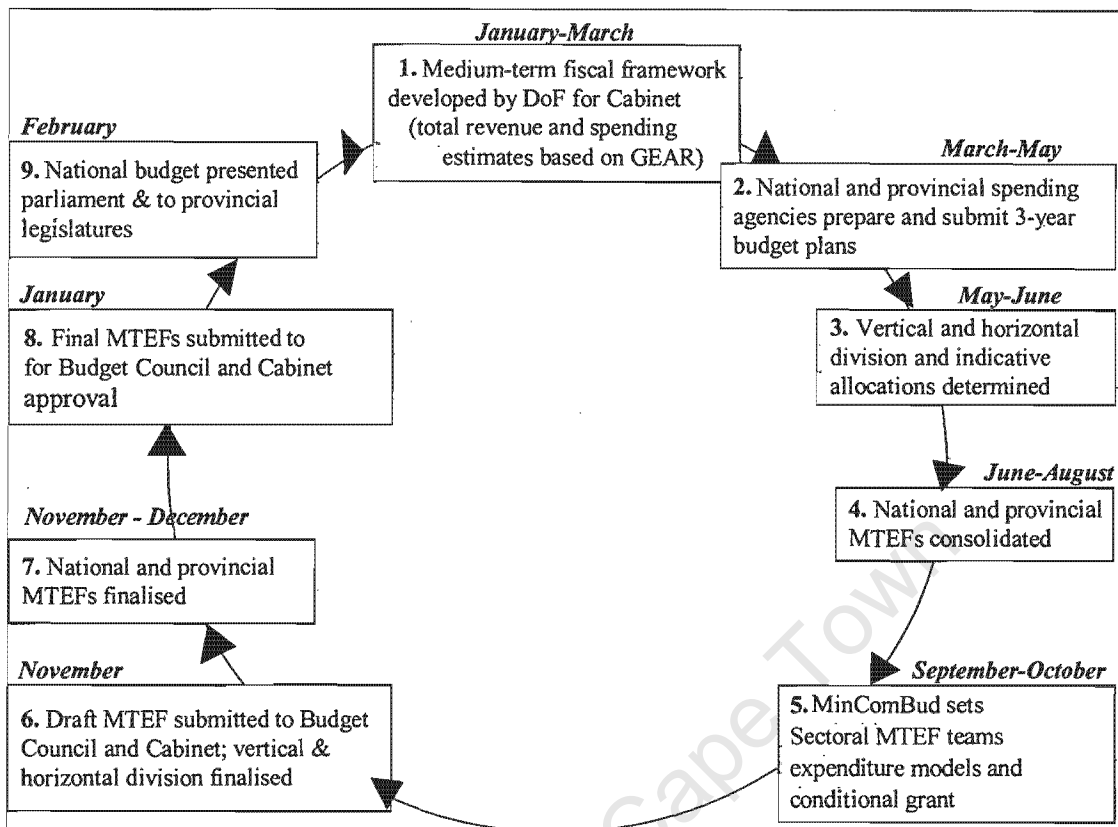 January-March
1. Medium-term fiscal framework
developed by DoF for Cabinet
(total revenue and spending
estimates based on GEAR)
March-May
2. National and provincial spending
agencies prepare and submit 3-year
budget plans
May-June
3. Vertical and horizontal
division and indicative
allocations determined
June-August
4. National and provincial
MTEFs consolidated
September-October
5. MinComBud sets
Sectoral MTEF teams
expenditure models and
conditional grant
November
6. Draft MTEF submitted to Budget
Council and Cabinet; vertical &
horizontal division finalised
November - December
7. National and provincial
MTEFs finalised
January
8. Final MTEFs submitted to
for Budget Council and Cabinet
approval
February
9. National budget presented
parliament & to provincial
legislatures
Cape Town